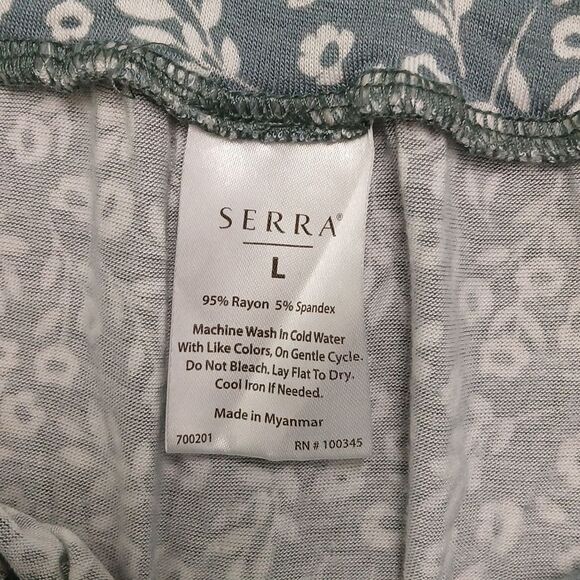 SERRA®
L
95% Rayon 5% Spandex
Machine Wash In Cold Water
With Like Colors, On Gentle Cycle.
Do Not Bleach. Lay Flat To Dry.
Cool Iron If Needed.
Made in Myanmar
700201 RN # 100345